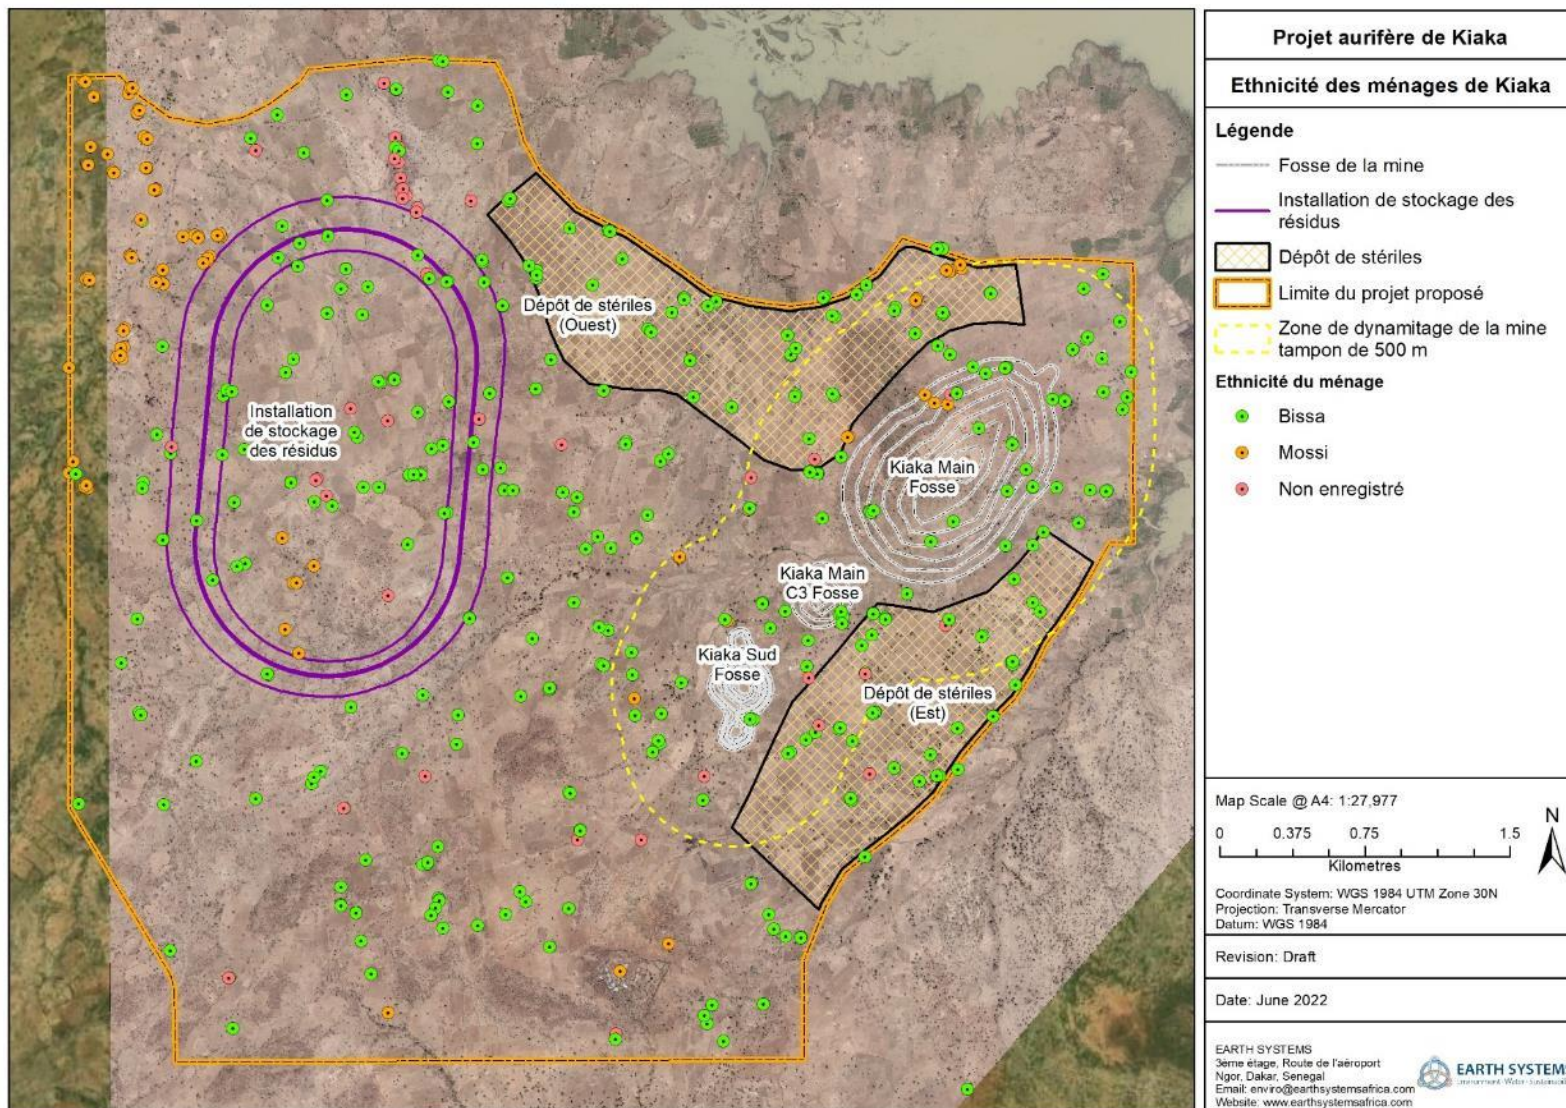 Projet aurifère de Kiaka
Ethnicité des ménages de Kiaka
Légende
Fosse de la mine
Installation de stockage des
résidus
Dépôt de stériles
Limite du projet proposé
Zone de dynamitage de la mine
tampon de 500 m
Ethnicité du ménage
Bissa
Mossi
Non enregistré
Dépôt de stériles
(Ouest)
Installation
de stockage
des résidus
Kiaka Main
Fosse
Kiaka Main
C3 Fosse
Kiaka Sud
Fosse
Dépôt de stériles
(Est)
Map Scale @ A4: 1:27,977
0 0.375 0.75 1.5
Kilometres
N
Coordinate System: WGS 1984 UTM Zone 30N
Projection: Transverse Mercator
Datum: WGS 1984
Revision: Draft
Date: June 2022
EARTH SYSTEMS
3ème étage, Route de l'aéroport
Ngor, Dakar, Senegal
Email: enviro@earthsystemsafrica.com
Website: www.earthsystemsafrica.com
EARTH SYSTEMS